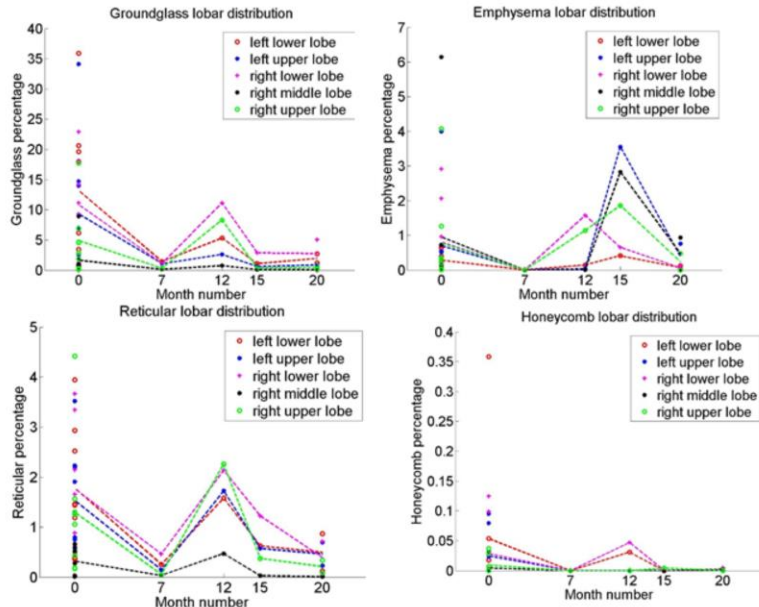 Groundglass lobar distribution
Groundglass percentage
40
35
30
25
20
15
10
5
0
left lower lobe
left upper lobe
right lower lobe
right middle lobe
right upper lobe
0 7 12 15 20
Month number
Emphysema lobar distribution
Emphysema percentage
7
6
5
4
3
2
1
0
left lower lobe
left upper lobe
right lower lobe
right middle lobe
right upper lobe
0 7 12 15 20
Month number
Reticular lobar distribution
Reticular percentage
5
4
3
2
1
0
left lower lobe
left upper lobe
right lower lobe
right middle lobe
right upper lobe
0 7 12 15 20
Month number
Honeycomb lobar distribution
Honeycomb percentage
0.4
0.35
0.3
0.25
0.2
0.15
0.1
0.05
0
left lower lobe
left upper lobe
right lower lobe
right middle lobe
right upper lobe
0 7 12 15 20
Month number